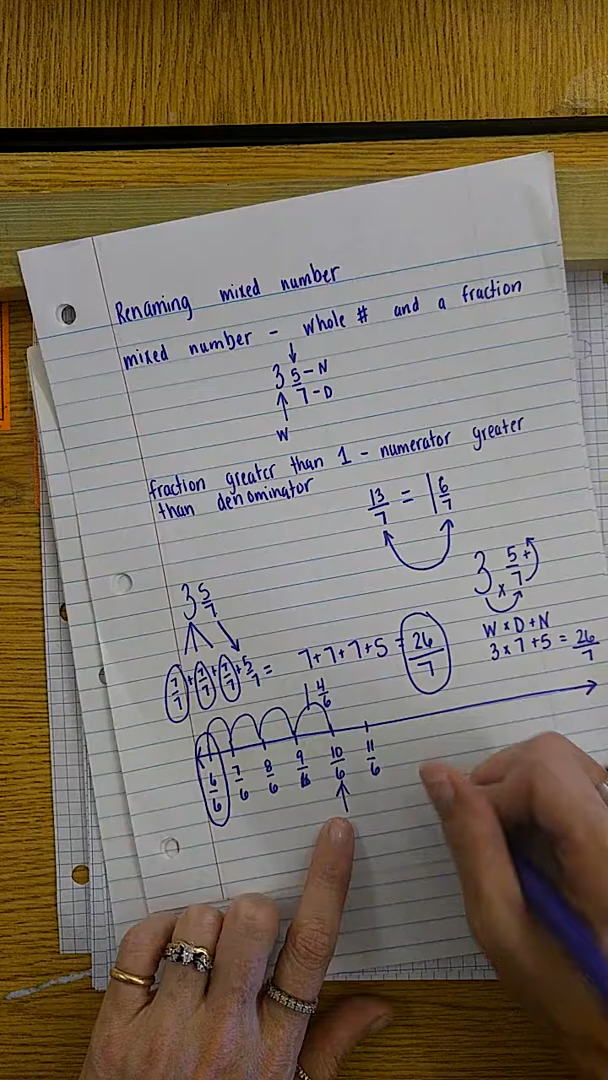 Renaming mixed number
mixed number - whole # and a fraction
3 5/7 - N
- D
W
fraction greater than 1 - numerator greater
than denominator
13/7 = 1 6/7
3 5/7
7/7 + 7/7 + 7/7 + 5/7 =
7+7+7+5 = 26/7
3 5/7 + x
W x D + N
3 x 7 + 5 = 26/7
1 4/6
6/6 7/6 8/6 9/6 10/6 11/6